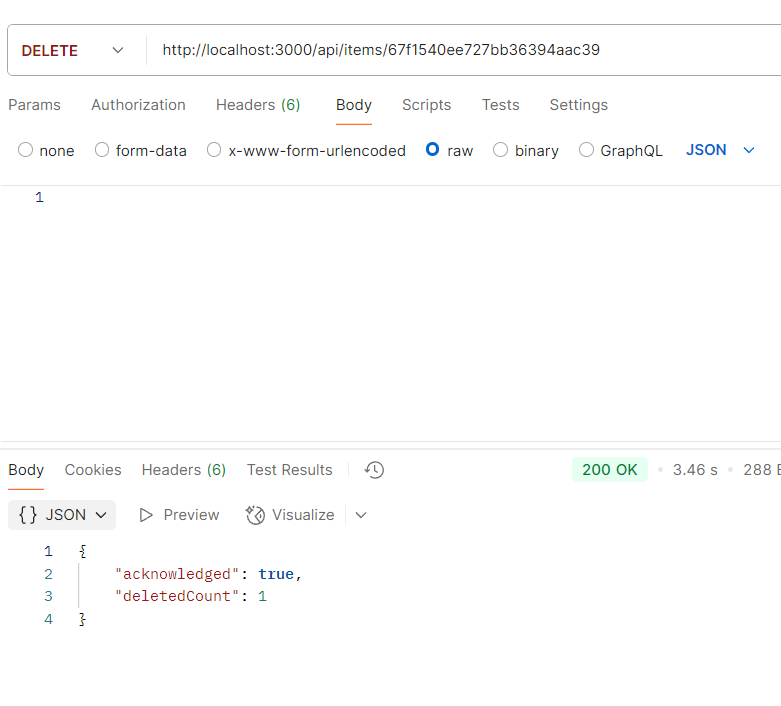 DELETE http://localhost:3000/api/items/67f1540ee727bb36394aac39
Params Authorization Headers (6) Body Scripts Tests Settings
none form-data x-www-form-urlencoded raw binary GraphQL JSON
1
Body Cookies Headers (6) Test Results 200 OK 3.46 s 288
{} JSON Preview Visualize
1 {
2 "acknowledged": true,
3 "deletedCount": 1
4 }